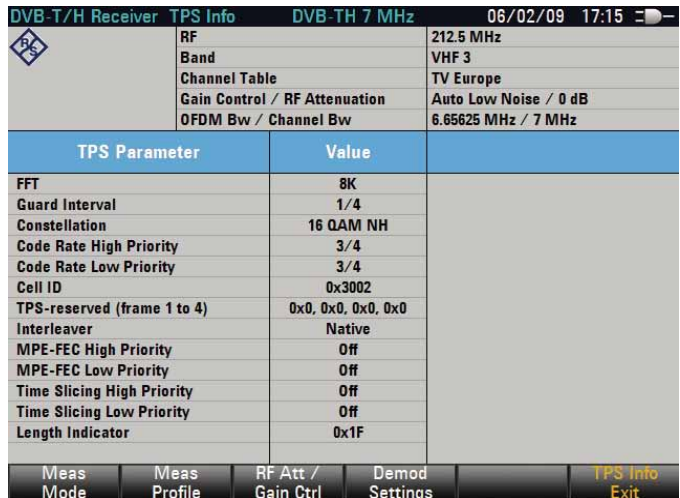 DVB-T/H Receiver TPS Info DVB-TH 7 MHz 06/02/09 17:15
R&S
RF 212.5 MHz
Band VHF 3
Channel Table TV Europe
Gain Control / RF Attenuation Auto Low Noise / 0 dB
OFDM Bw / Channel Bw 6.65625 MHz / 7 MHz
TPS Parameter Value
FFT 8K
Guard Interval 1/4
Constellation 16 QAM NH
Code Rate High Priority 3/4
Code Rate Low Priority 3/4
Cell ID 0x3002
TPS-reserved (frame 1 to 4) 0x0, 0x0, 0x0, 0x0
Interleaver Native
MPE-FEC High Priority Off
MPE-FEC Low Priority Off
Time Slicing High Priority Off
Time Slicing Low Priority Off
Length Indicator 0x1F
Meas Meas RF Att / Demod TPS Info
Mode Profile Gain Ctrl Settings Exit